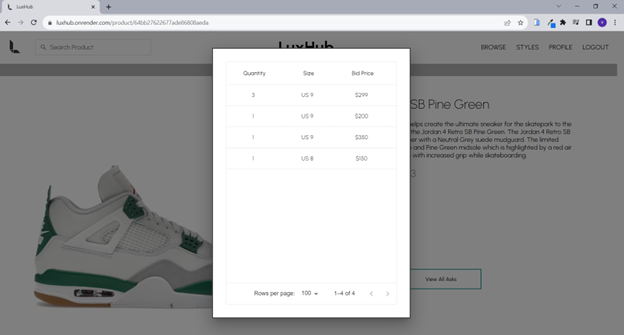 LuxHub
luxhub.onrender.com/product/64bb27622677ade86808aeda
Search Product
LuxHub
BROWSE STYLES PROFILE LOGOUT
Quantity Size Bid Price
3 US 9 $299
1 US 9 $200
1 US 9 $350
1 US 8 $150
SB Pine Green
helps create the ultimate sneaker for the skatepark to the
the Jordan 4 Retro SB Pine Green. The Jordan 4 Retro SB
er with a Neutral Grey suede mudguard. The limited
and Pine Green midsole which is highlighted by a red air
with increased grip while skateboarding.
3
View All Asks
Rows per page: 100 1–4 of 4